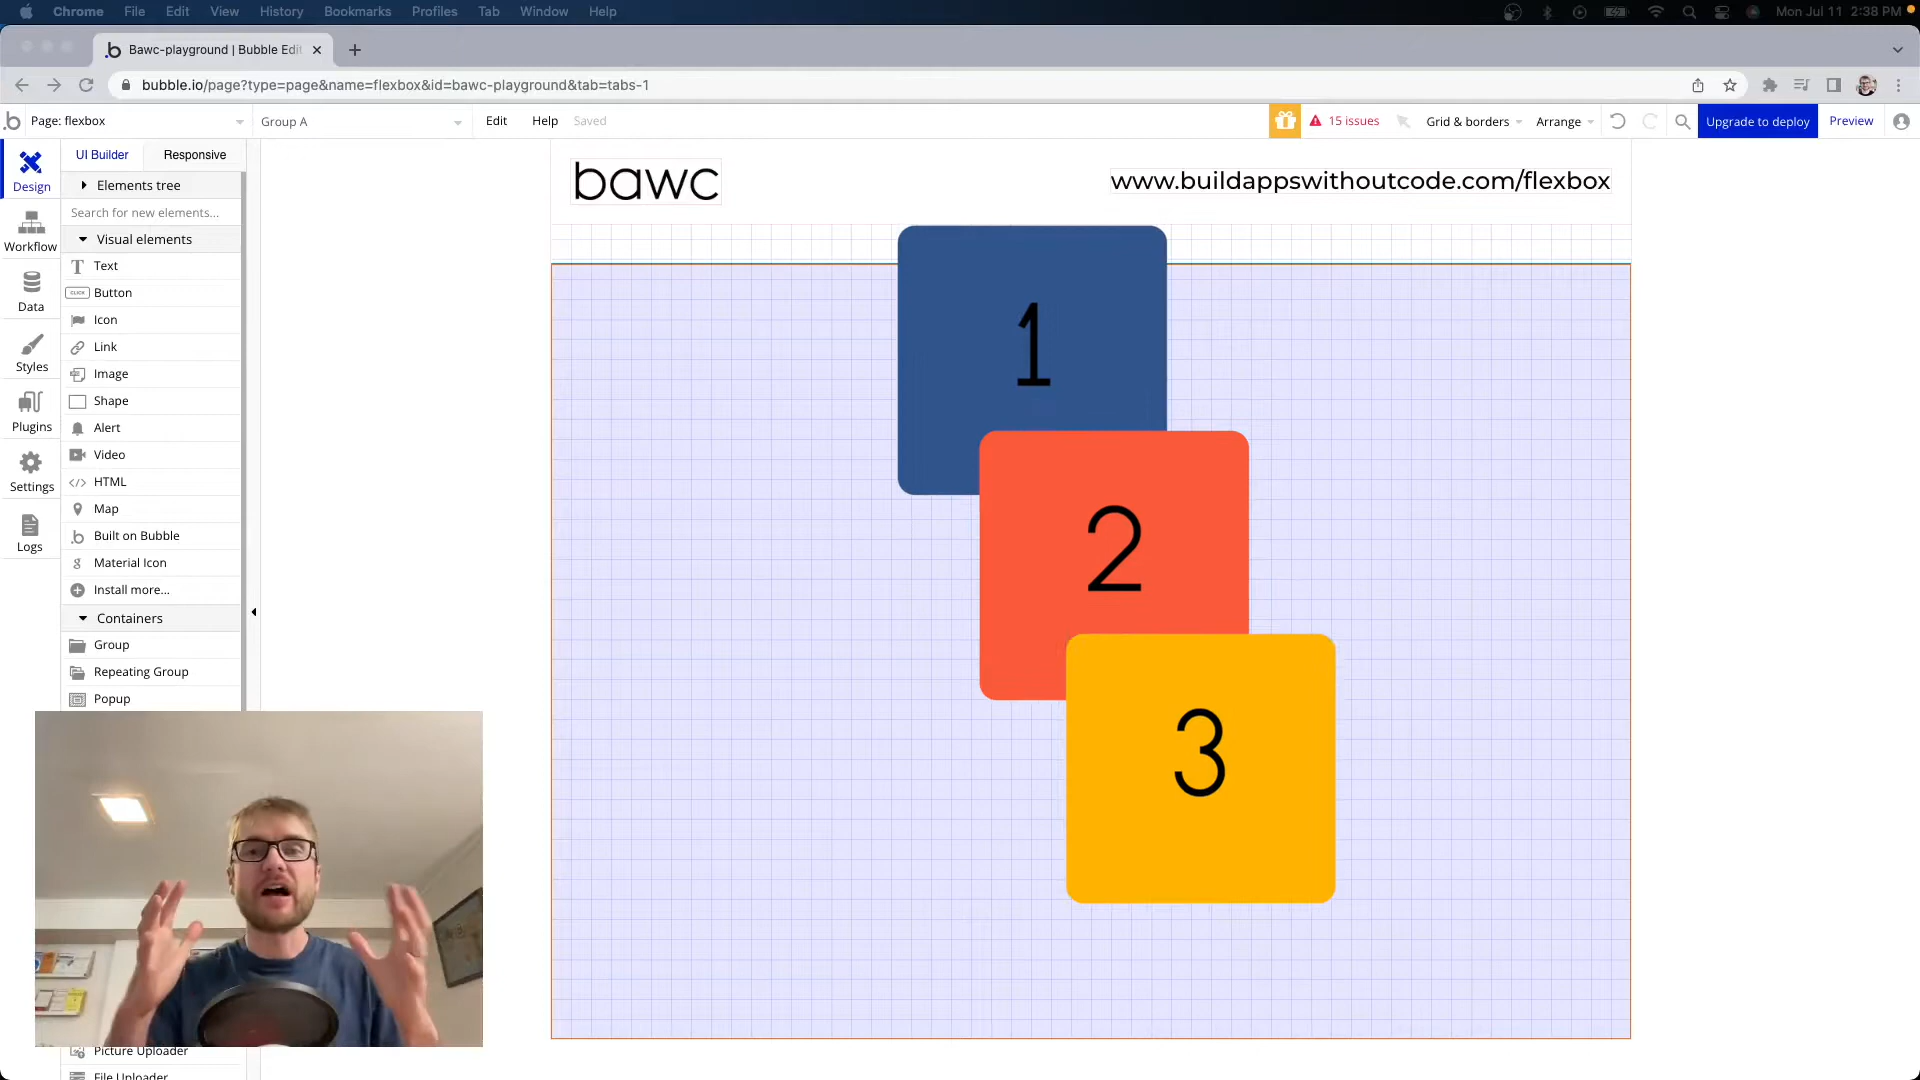 Chrome File Edit View History Bookmarks Profiles Tab Window Help Mon Jul 11 2:38 PM
Bawc-playground | Bubble Edit
bubble.io/page?type=page&name=flexbox&id=bawc-playground&tab=tabs-1
Page: flexbox Group A Edit Help Saved 15 issues Grid & borders Arrange Upgrade to deploy Preview
UI Builder Responsive
Design
Elements tree
Search for new elements...
Workflow
Visual elements
Text
Button
CLICK
Data
Icon
Link
Styles
Image
Shape
Plugins
Alert
Video
Settings
HTML
Map
Logs
Built on Bubble
Material Icon
Install more...
Containers
Group
Repeating Group
Popup
Picture Uploader
File Uploader
bawc
www.buildappswithoutcode.com/flexbox
1
2
3